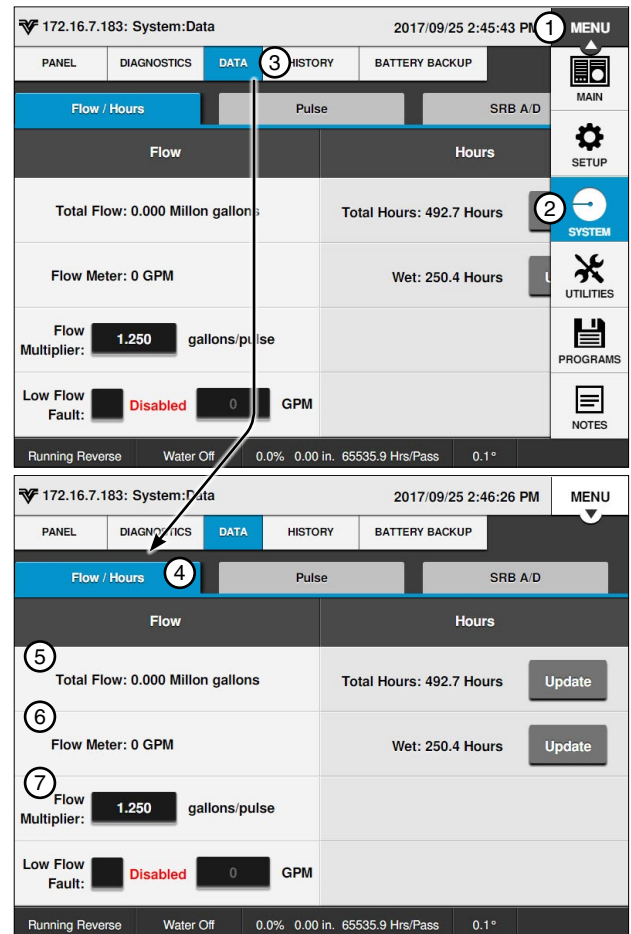 172.16.7.183: System:Data 2017/09/25 2:45:43 PM 1 MENU
PANEL DIAGNOSTICS DATA 3 HISTORY BATTERY BACKUP
MAIN
Flow / Hours Pulse SRB A/D
SETUP
Flow Hours
Total Flow: 0.000 Millon gallons Total Hours: 492.7 Hours 2
SYSTEM
Flow Meter: 0 GPM Wet: 250.4 Hours U
UTILITIES
Flow
Multiplier: 1.250 gallons/pulse
PROGRAMS
Low Flow
Fault: Disabled 0 GPM
NOTES
Running Reverse Water Off 0.0% 0.00 in. 65535.9 Hrs/Pass 0.1°
172.16.7.183: System:Data 2017/09/25 2:46:26 PM MENU
PANEL DIAGNOSTICS DATA HISTORY BATTERY BACKUP
Flow / Hours 4 Pulse SRB A/D
Flow Hours
5
Total Flow: 0.000 Millon gallons Total Hours: 492.7 Hours Update
6
Flow Meter: 0 GPM Wet: 250.4 Hours Update
7
Flow
Multiplier: 1.250 gallons/pulse
Low Flow
Fault: Disabled 0 GPM
Running Reverse Water Off 0.0% 0.00 in. 65535.9 Hrs/Pass 0.1°